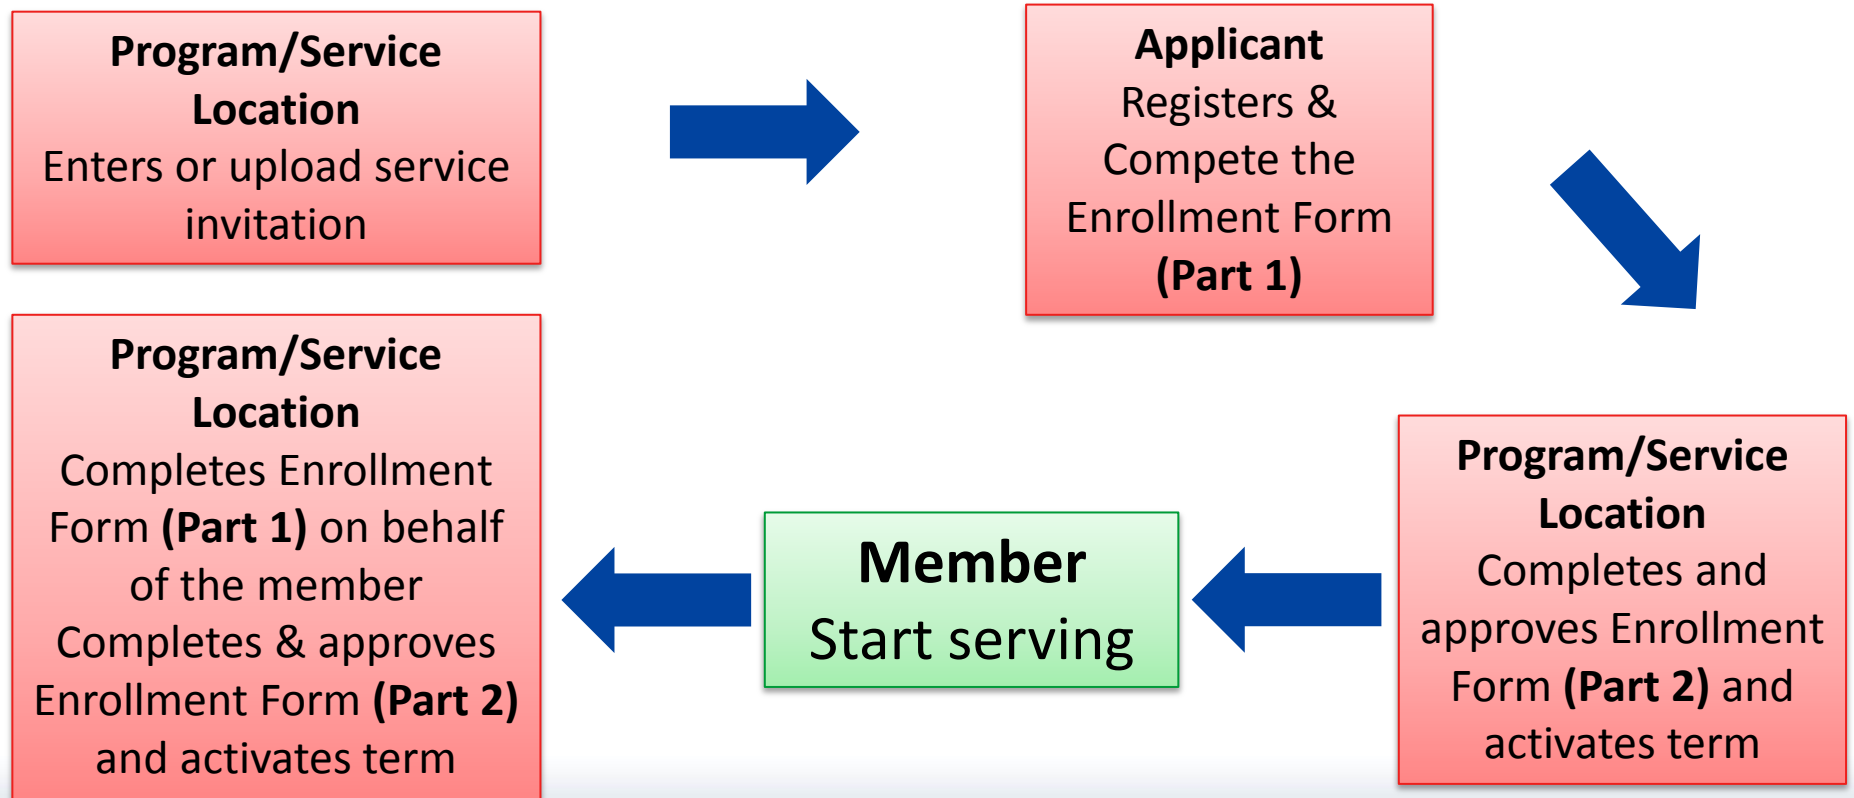 Program/Service
Location
Enters or upload service
invitation
Applicant
Registers &
Compete the
Enrollment Form
(Part 1)
Program/Service
Location
Completes and
approves Enrollment
Form (Part 2) and
activates term
Member
Start serving
Program/Service
Location
Completes Enrollment
Form (Part 1) on behalf
of the member
Completes & approves
Enrollment Form (Part 2)
and activates term